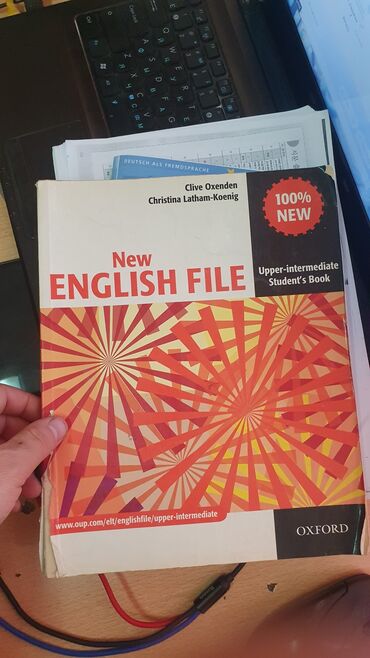 DEUTSCH ALS FREMDSPRACHE
Clive Oxenden
Christina Latham-Koenig
100%
NEW
New
ENGLISH FILE
Upper-intermediate
Student's Book
www.oup.com/elt/englishfile/upper-intermediate
OXFORD